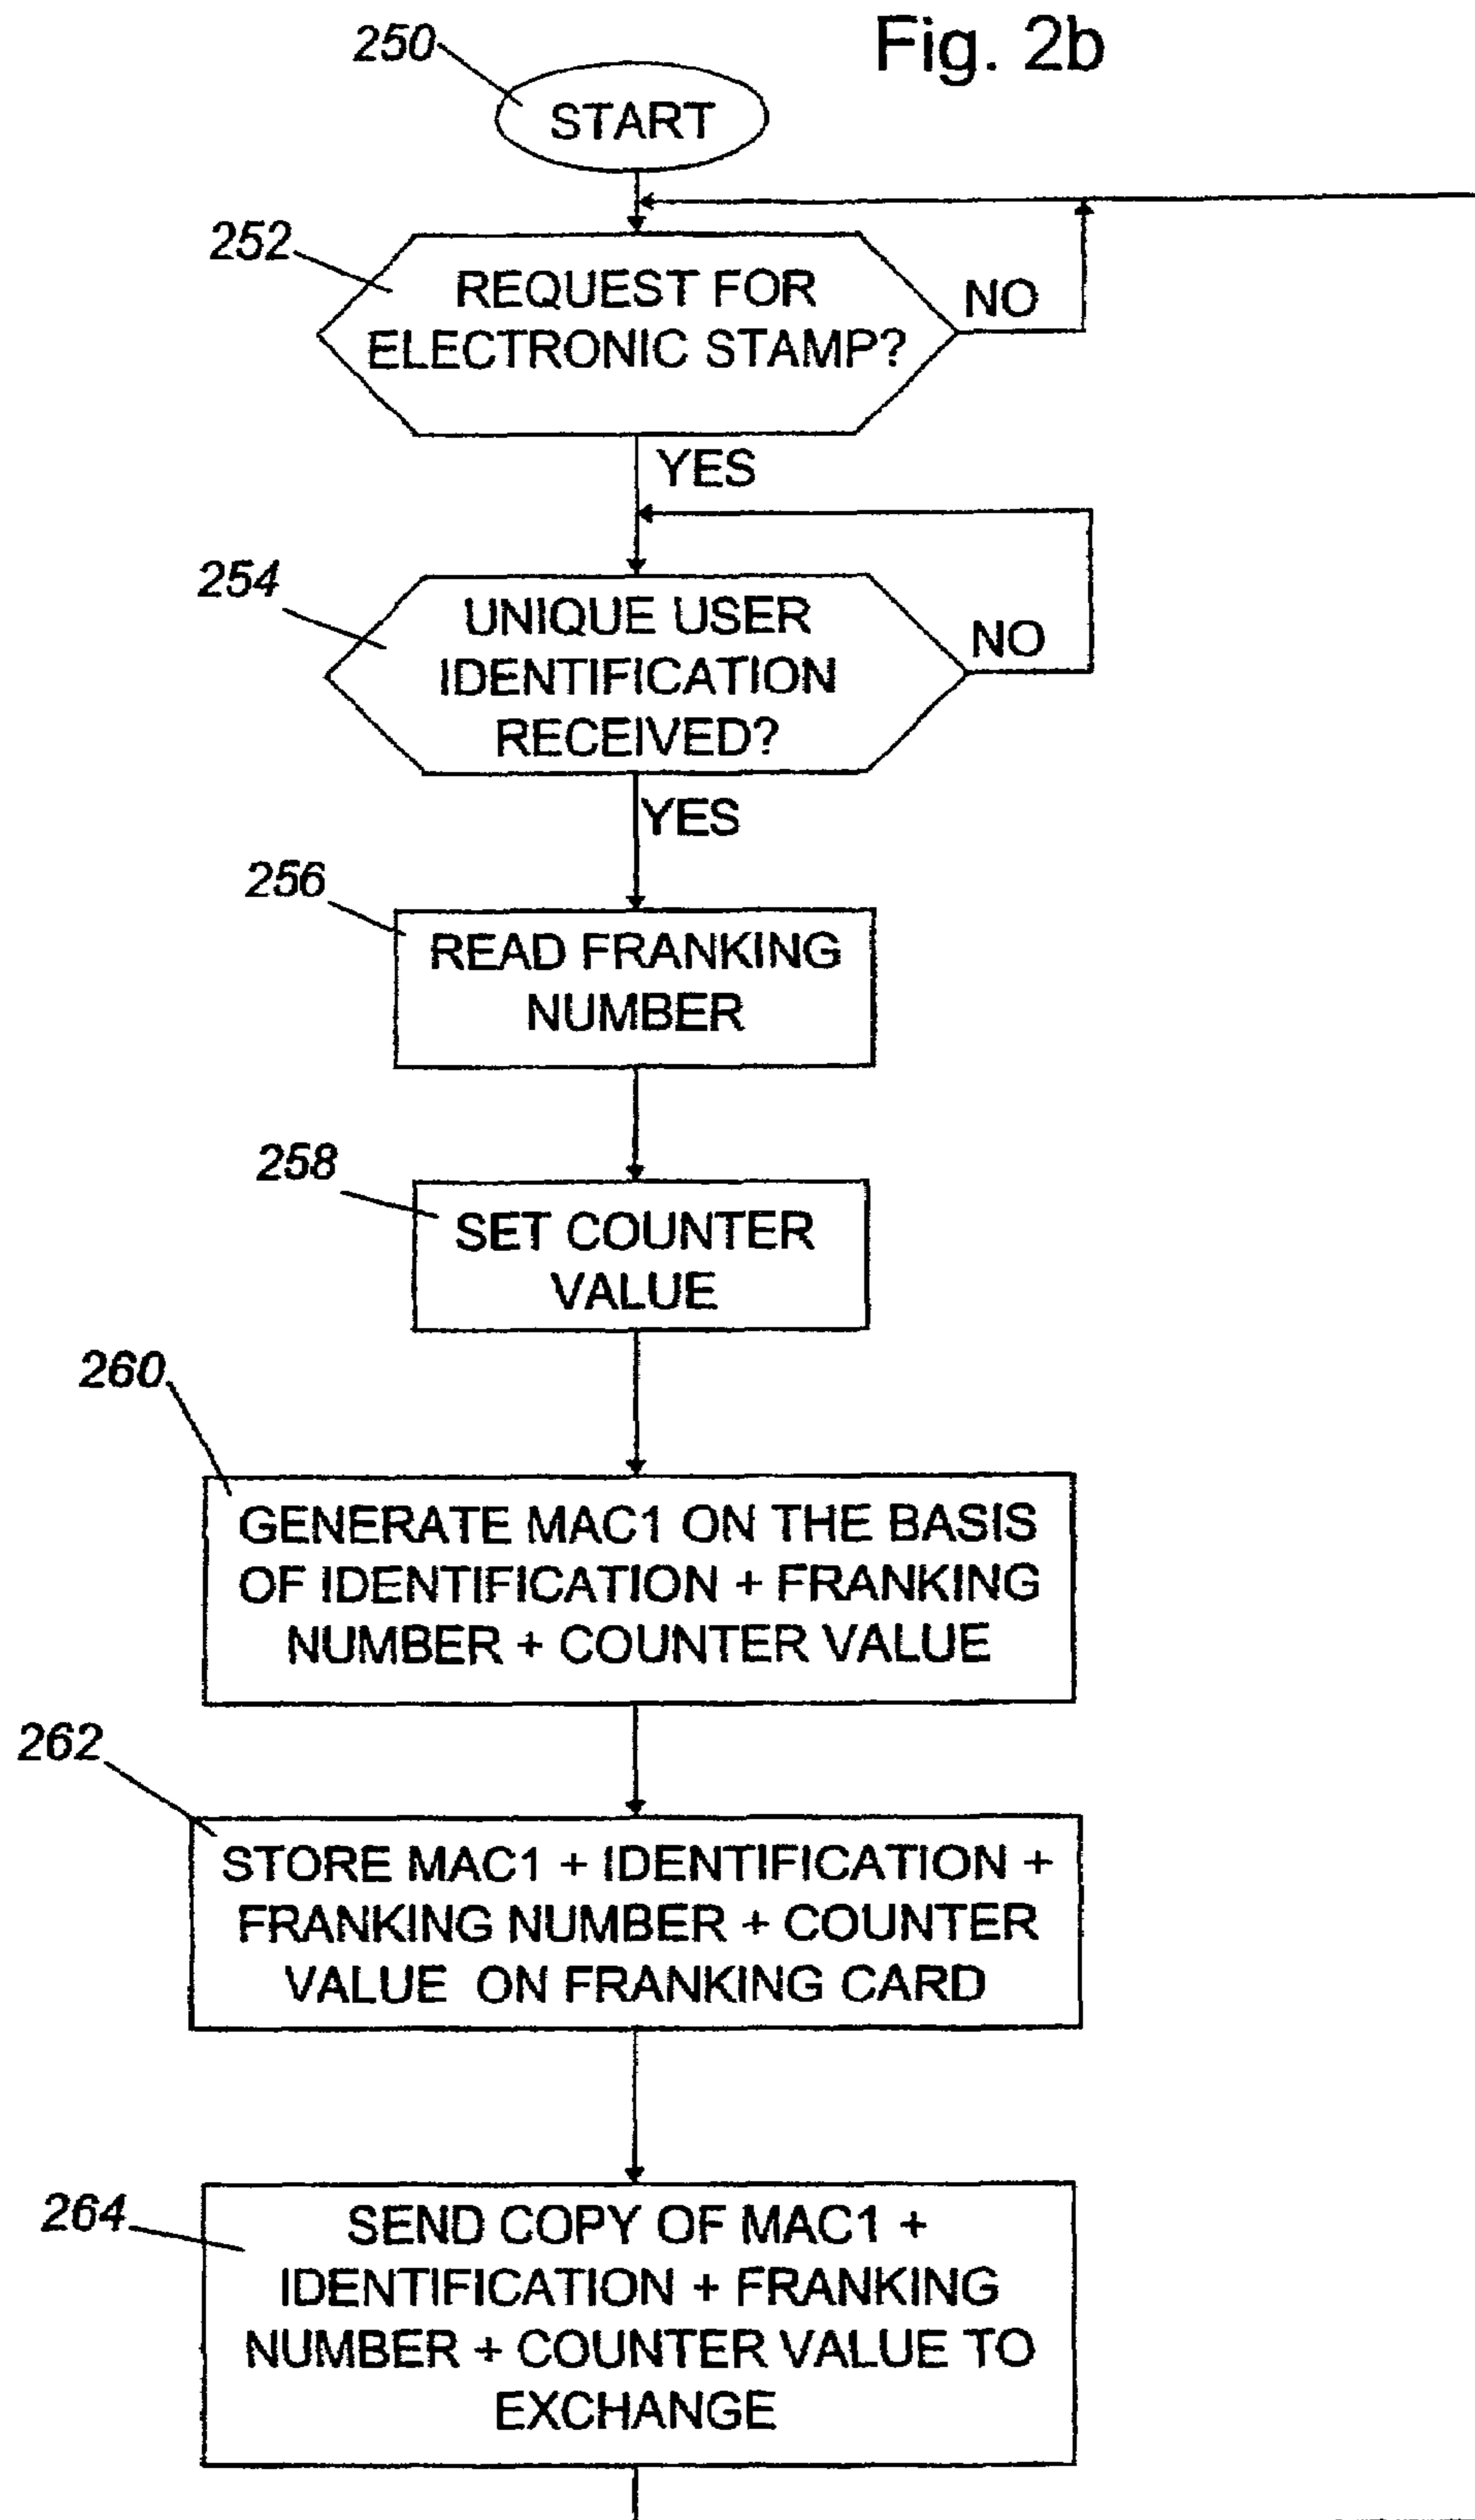 Fig. 2b
250
START
252
REQUEST FOR
ELECTRONIC STAMP?
NO
YES
254
UNIQUE USER
IDENTIFICATION
RECEIVED?
NO
YES
256
READ FRANKING
NUMBER
258
SET COUNTER
VALUE
260
GENERATE MAC1 ON THE BASIS
OF IDENTIFICATION + FRANKING
NUMBER + COUNTER VALUE
262
STORE MAC1 + IDENTIFICATION +
FRANKING NUMBER + COUNTER
VALUE ON FRANKING CARD
264
SEND COPY OF MAC1 +
IDENTIFICATION + FRANKING
NUMBER + COUNTER VALUE TO
EXCHANGE